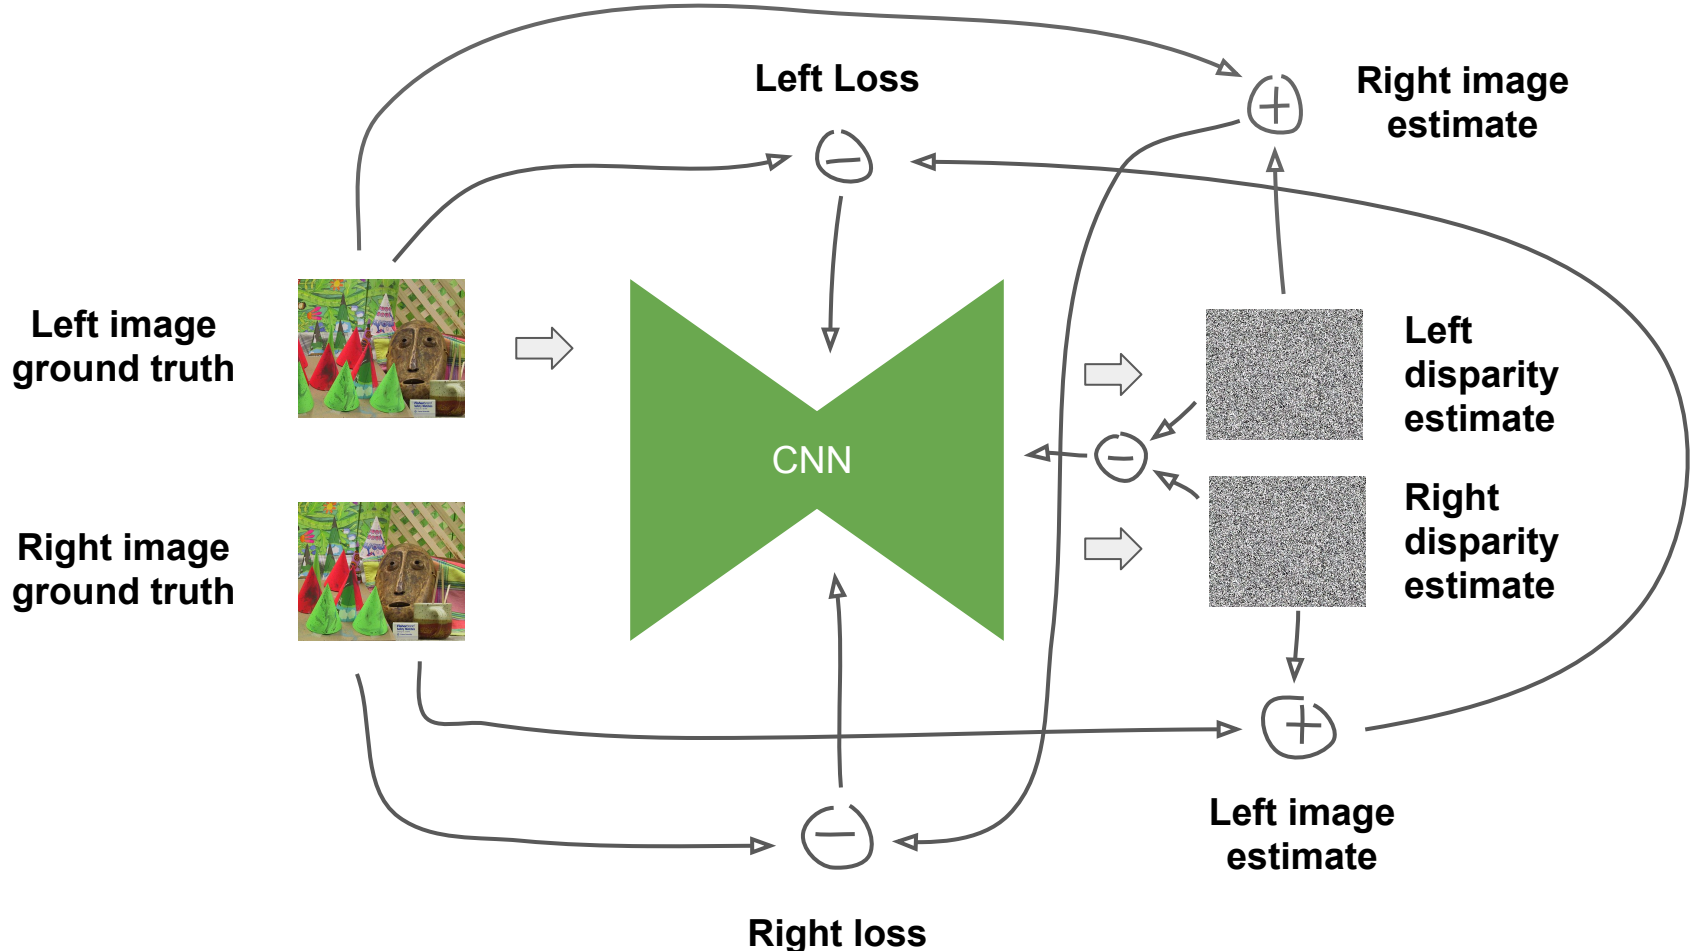 Left Loss
Right image
estimate
Left image
ground truth
Left
disparity
estimate
CNN
Right image
ground truth
Right
disparity
estimate
Left image
estimate
Right loss